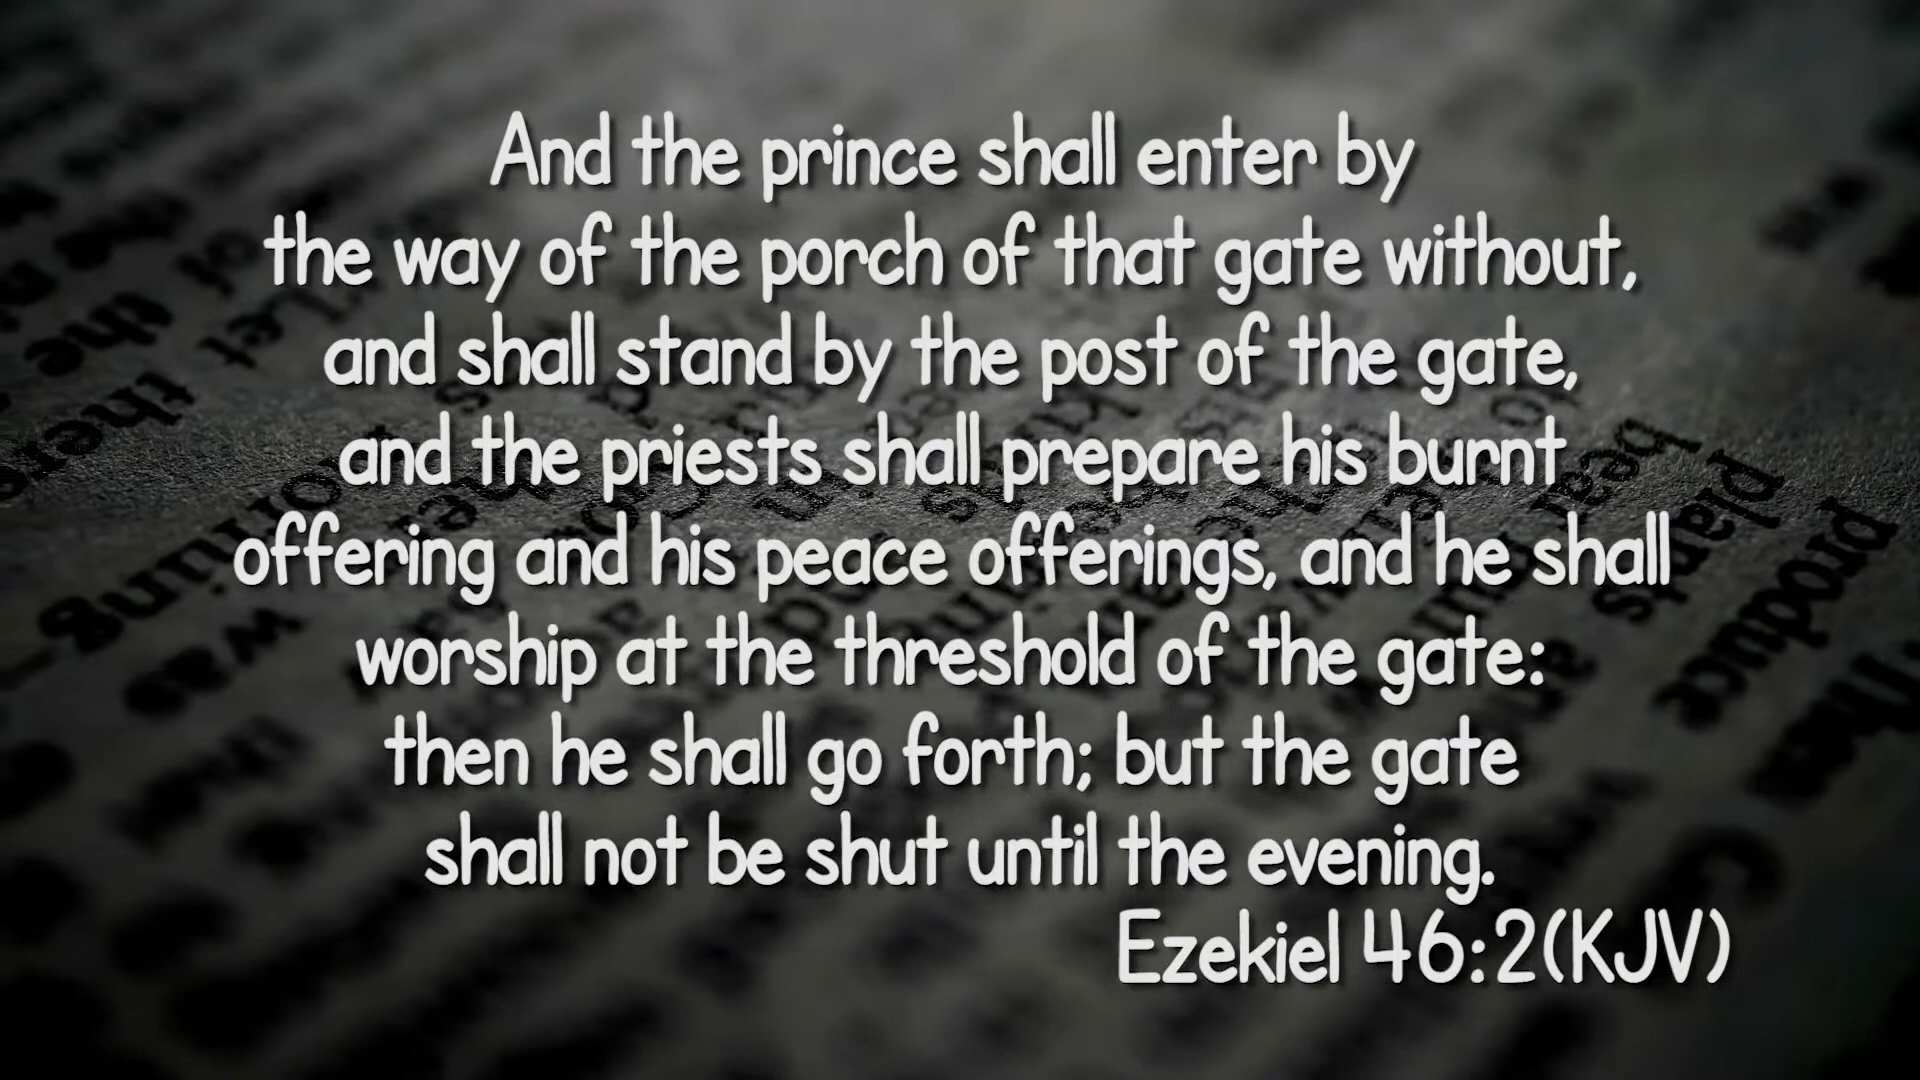 And the prince shall enter by
the way of the porch of that gate without,
and shall stand by the post of the gate,
and the priests shall prepare his burnt
offering and his peace offerings, and he shall
worship at the threshold of the gate:
then he shall go forth; but the gate
shall not be shut until the evening.
Ezekiel 46:2(KJV)